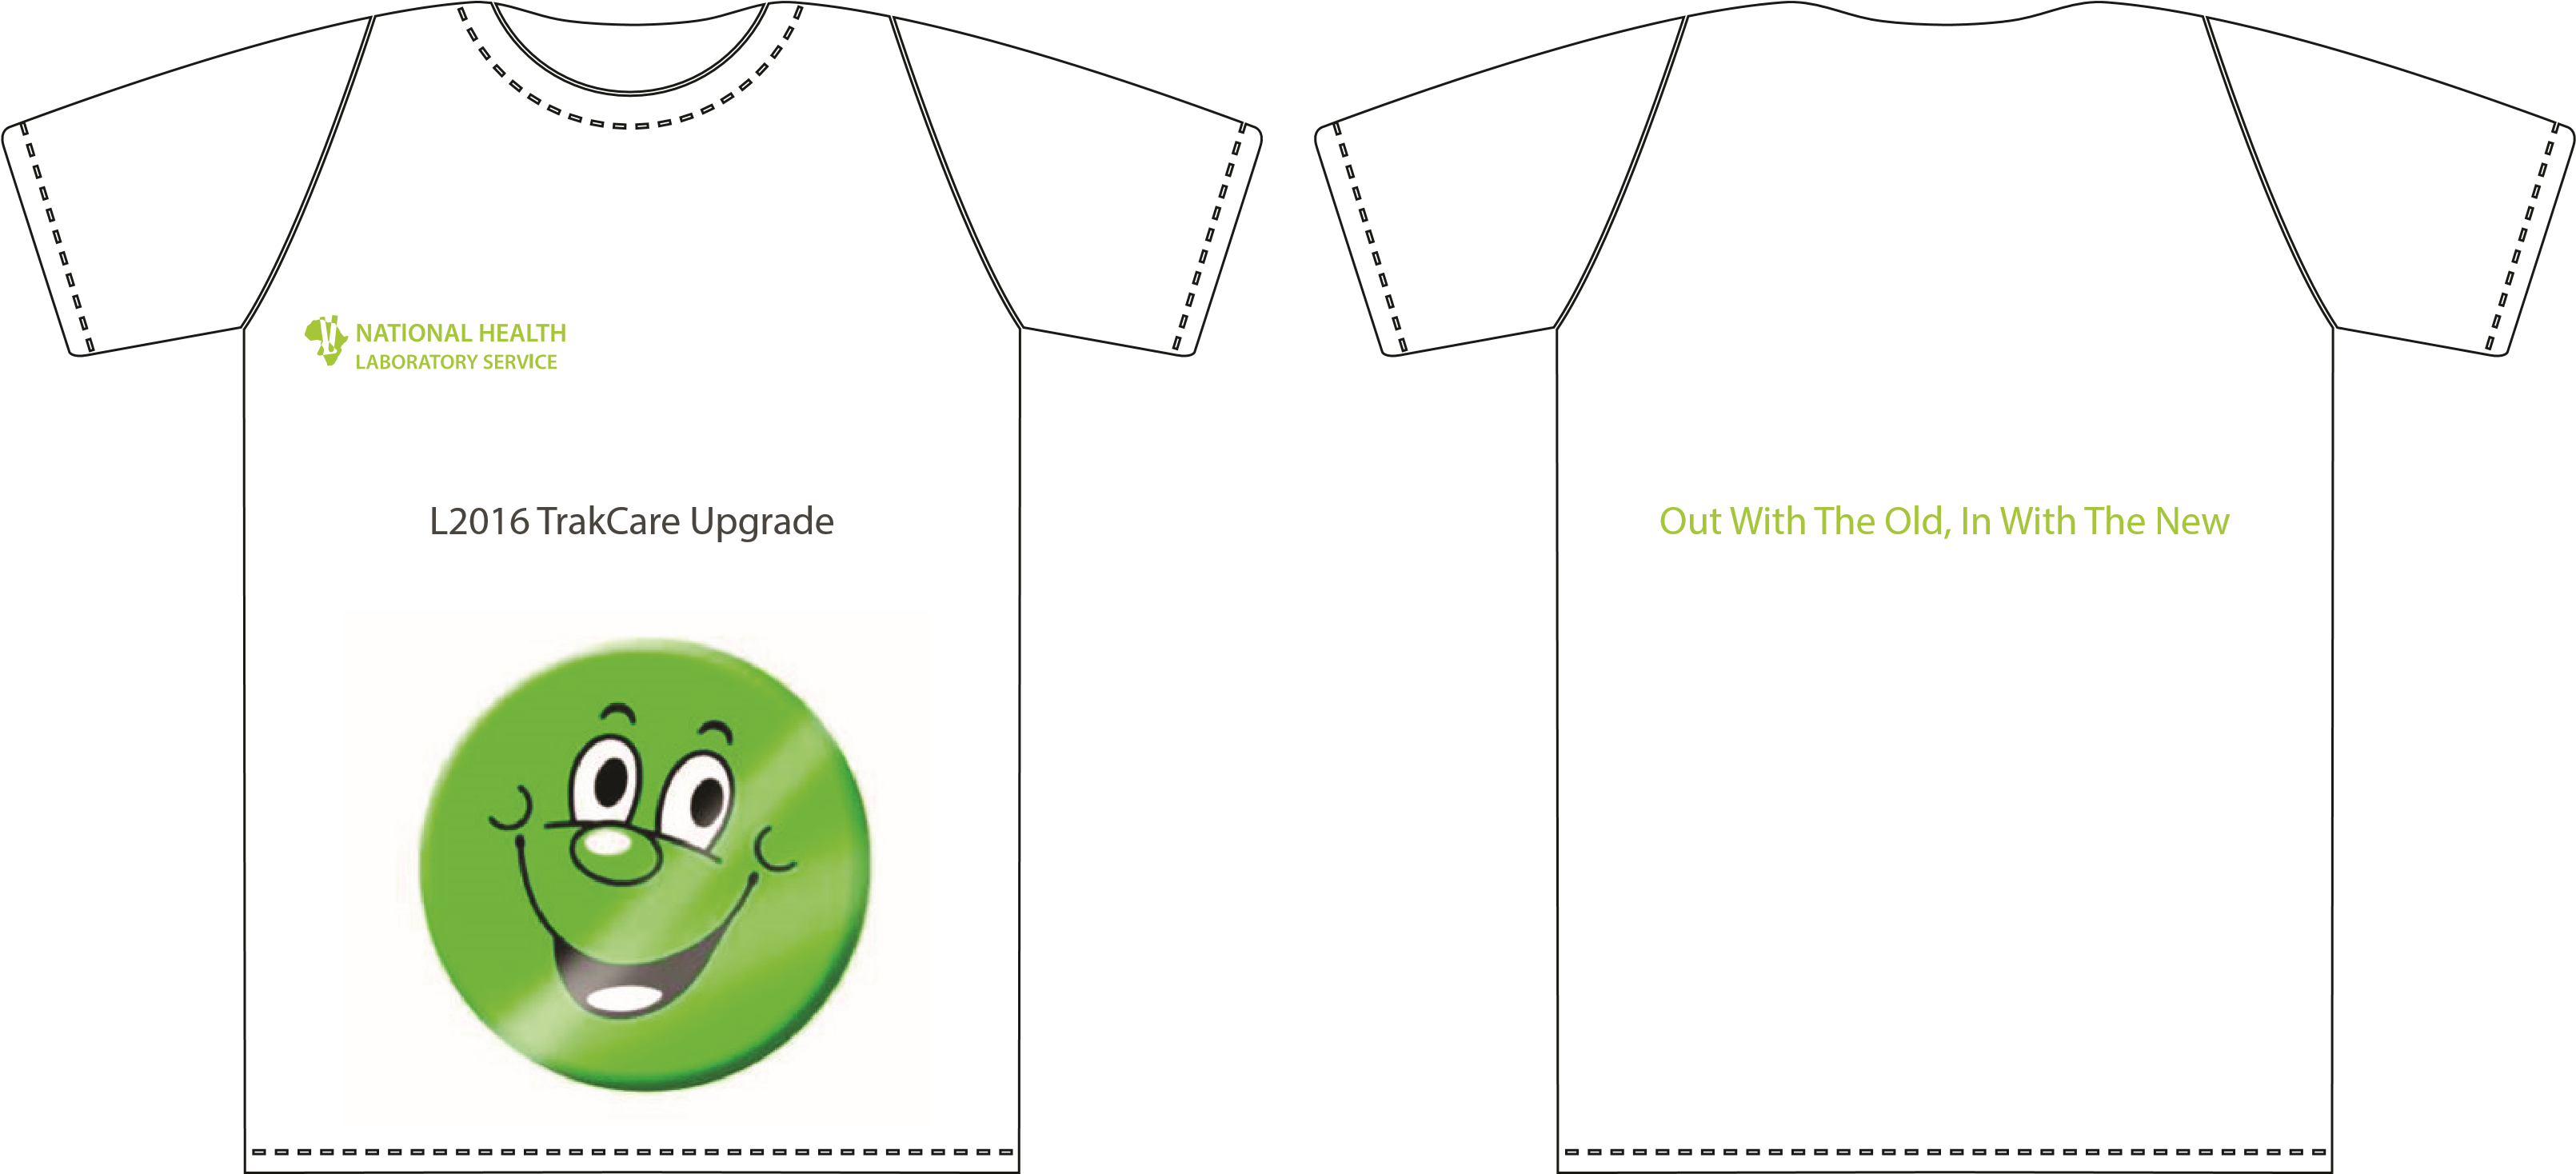 NATIONAL HEALTH
LABORATORY SERVICE
L2016 TrakCare Upgrade
Out With The Old, In With The New